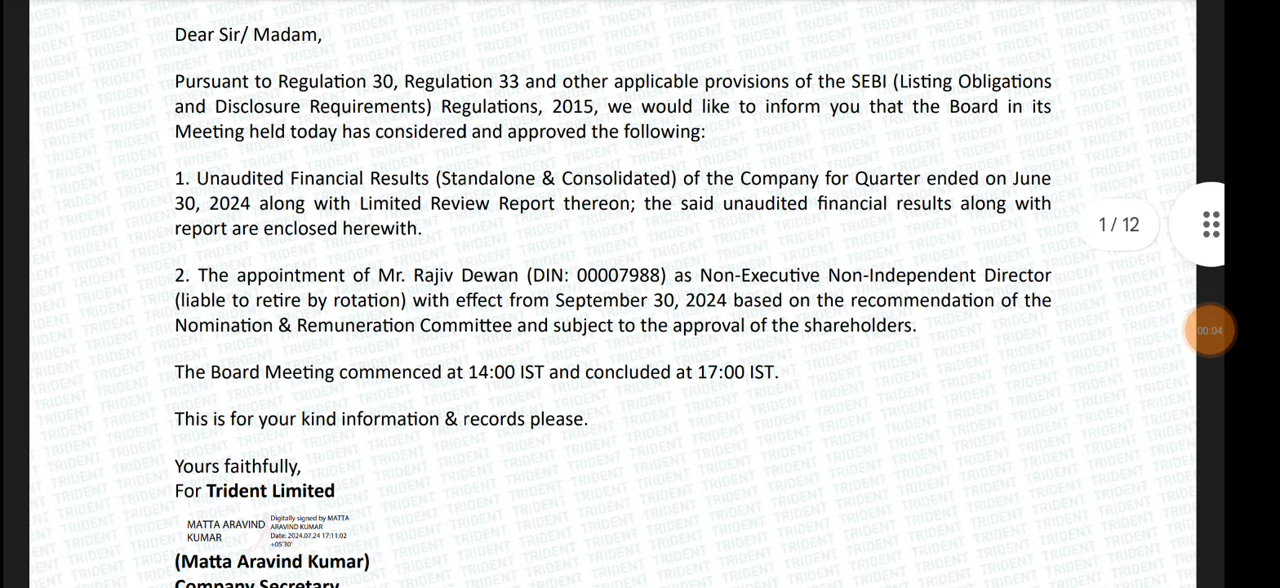 Dear Sir/ Madam,
Pursuant to Regulation 30, Regulation 33 and other applicable provisions of the SEBI (Listing Obligations
and Disclosure Requirements) Regulations, 2015, we would like to inform you that the Board in its
Meeting held today has considered and approved the following:
1. Unaudited Financial Results (Standalone & Consolidated) of the Company for Quarter ended on June
30, 2024 along with Limited Review Report thereon; the said unaudited financial results along with
report are enclosed herewith.
1 / 12
2. The appointment of Mr. Rajiv Dewan (DIN: 00007988) as Non-Executive Non-Independent Director
(liable to retire by rotation) with effect from September 30, 2024 based on the recommendation of the
Nomination & Remuneration Committee and subject to the approval of the shareholders.
00:04
The Board Meeting commenced at 14:00 IST and concluded at 17:00 IST.
This is for your kind information & records please.
Yours faithfully,
For Trident Limited
MATTA ARAVIND
KUMAR
Digitally signed by MATTA
ARAVIND KUMAR
Date: 2024.07.24 17:11:02
+05'30'
(Matta Aravind Kumar)
Company Secretary